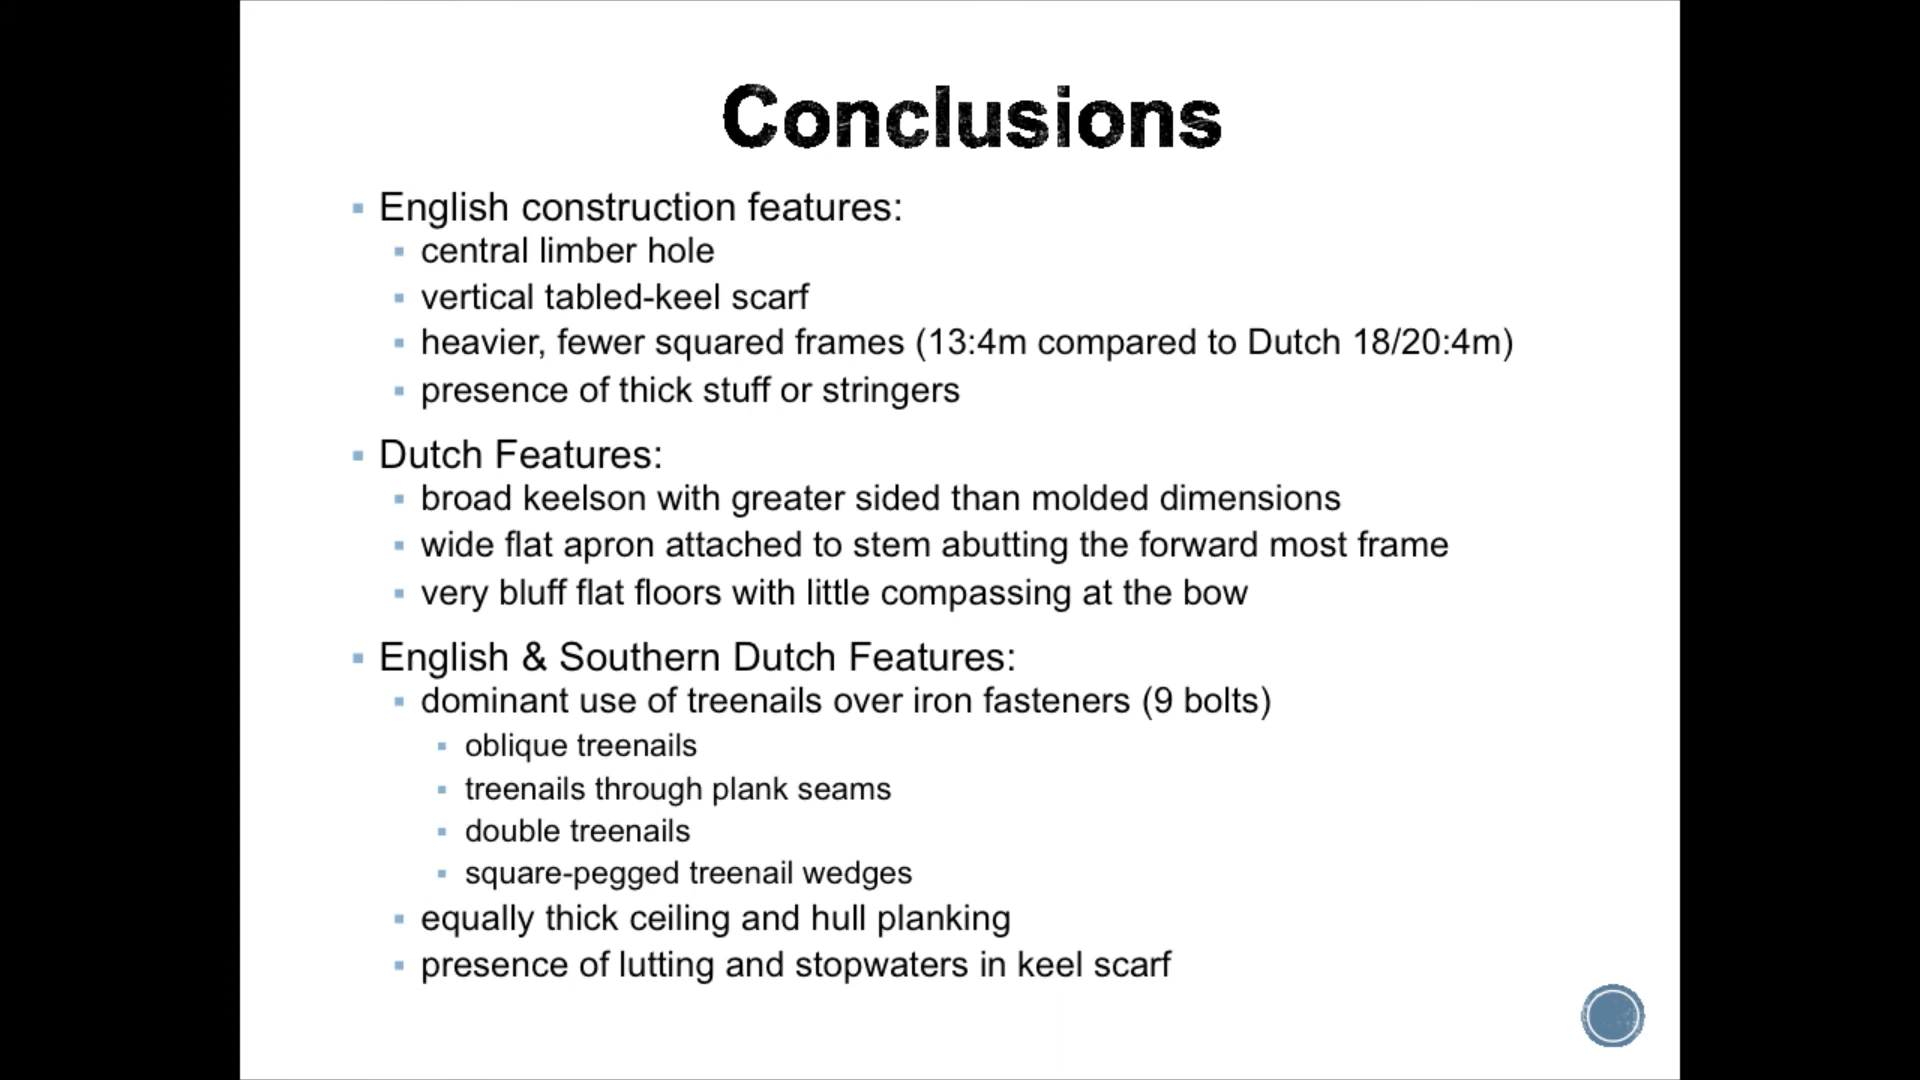 Conclusions
English construction features:
central limber hole
vertical tabled-keel scarf
heavier, fewer squared frames (13:4m compared to Dutch 18/20:4m)
presence of thick stuff or stringers
Dutch Features:
broad keelson with greater sided than molded dimensions
wide flat apron attached to stem abutting the forward most frame
very bluff flat floors with little compassing at the bow
English & Southern Dutch Features:
dominant use of treenails over iron fasteners (9 bolts)
oblique treenails
treenails through plank seams
double treenails
square-pegged treenail wedges
equally thick ceiling and hull planking
presence of lutting and stopwaters in keel scarf